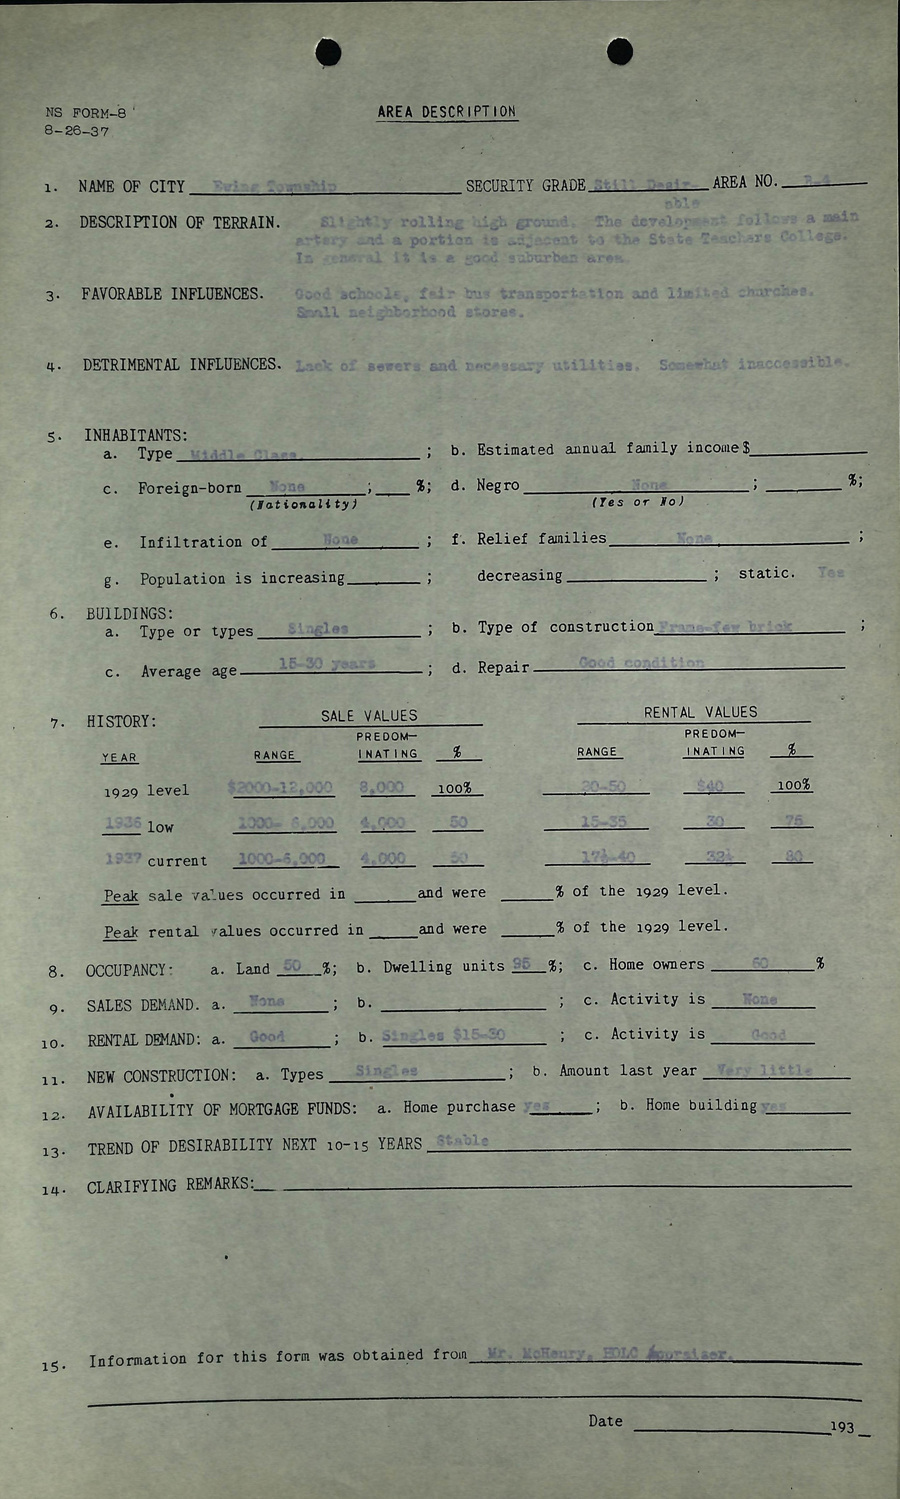 NS FORM-8
8-26-37
AREA DESCRIPTION
1. NAME OF CITY Ewing Township SECURITY GRADE Still Desir- AREA NO. B-4
able
2. DESCRIPTION OF TERRAIN. Slightly rolling high ground. The development follows a main
artery and a portion is adjacent to the State Teachers College.
In general it is a good suburban area.
3. FAVORABLE INFLUENCES. Good schools, fair bus transportation and limited churches.
Small neighborhood stores.
4. DETRIMENTAL INFLUENCES. Lack of sewers and necessary utilities. Somewhat inaccessible.
5. INHABITANTS:
a. Type Middle Class ; b. Estimated annual family income $
c. Foreign-born None ; %; d. Negro None ; %;
(Nationality) (Yes or No)
e. Infiltration of None ; f. Relief families None ;
g. Population is increasing ; decreasing ; static. Yes
6. BUILDINGS:
a. Type or types Singles ; b. Type of construction Frame-few brick ;
c. Average age 15-30 years ; d. Repair Good condition
7. HISTORY: SALE VALUES RENTAL VALUES
PREDOM- PREDOM-
YEAR RANGE INATING % RANGE INATING %
1929 level $2000-12,000 8,000 100% 20-50 $40 100%
1936 low 1000- 6,000 4,000 50 15-35 30 75
1937 current 1000-6,000 4,000 50 17½-40 32½ 80
Peak sale values occurred in and were % of the 1929 level.
Peak rental values occurred in and were % of the 1929 level.
8. OCCUPANCY: a. Land 50 %; b. Dwelling units 95 %; c. Home owners 60 %
9. SALES DEMAND. a. None ; b. ; c. Activity is None
10. RENTAL DEMAND: a. Good ; b. Singles $15-30 ; c. Activity is Good
11. NEW CONSTRUCTION: a. Types Singles ; b. Amount last year Very little
12. AVAILABILITY OF MORTGAGE FUNDS: a. Home purchase yes ; b. Home building yes
13. TREND OF DESIRABILITY NEXT 10-15 YEARS Stable
14. CLARIFYING REMARKS:
15. Information for this form was obtained from Mr. McHenry, HOLC Appraiser.
Date 193